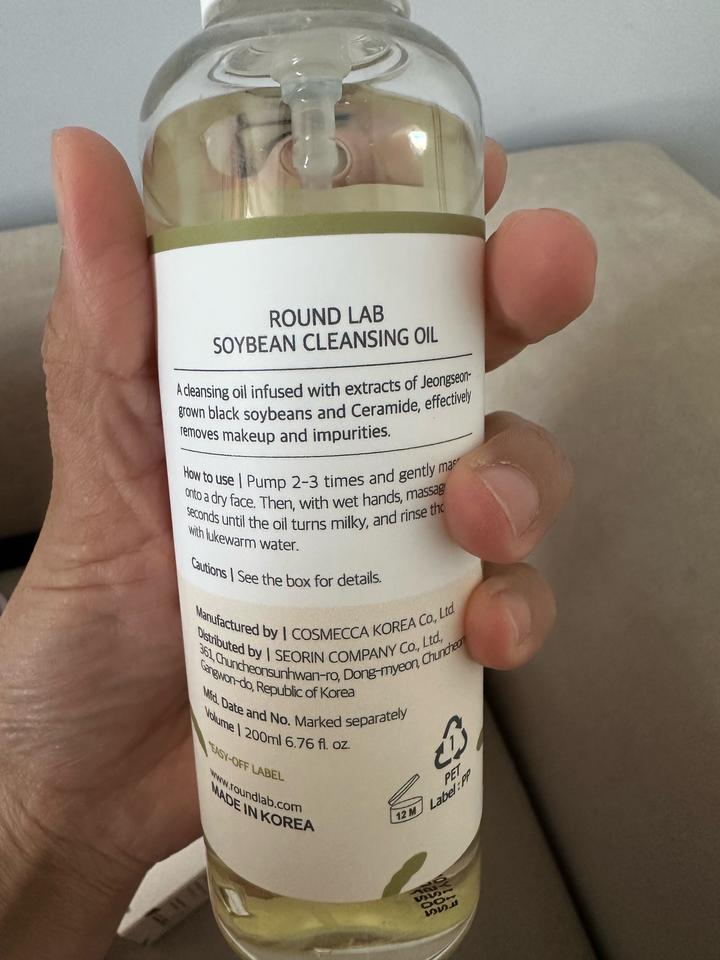 ROUND LAB
SOYBEAN CLEANSING OIL
A cleansing oil infused with extracts of Jeongseon-
grown black soybeans and Ceramide, effectively
removes makeup and impurities.
How to use | Pump 2-3 times and gently
onto a dry face. Then, with wet hands,
seconds until the oil turns milky, and rinse
with lukewarm water.
Cautions | See the box for details.
Manufactured by | COSMECCA KOREA Co., Ltd.
Distributed by | SEORIN COMPANY Co., Ltd.,
361, Chuncheonsunhwan-ro, Dong-myeon,
Gangwon-do, Republic of Korea
Mfd. Date and No. Marked separately
Volume | 200ml 6.76 fl. oz.
*EASY-OFF LABEL
www.roundlab.com
MADE IN KOREA
12 M
1
PET
Label : PP